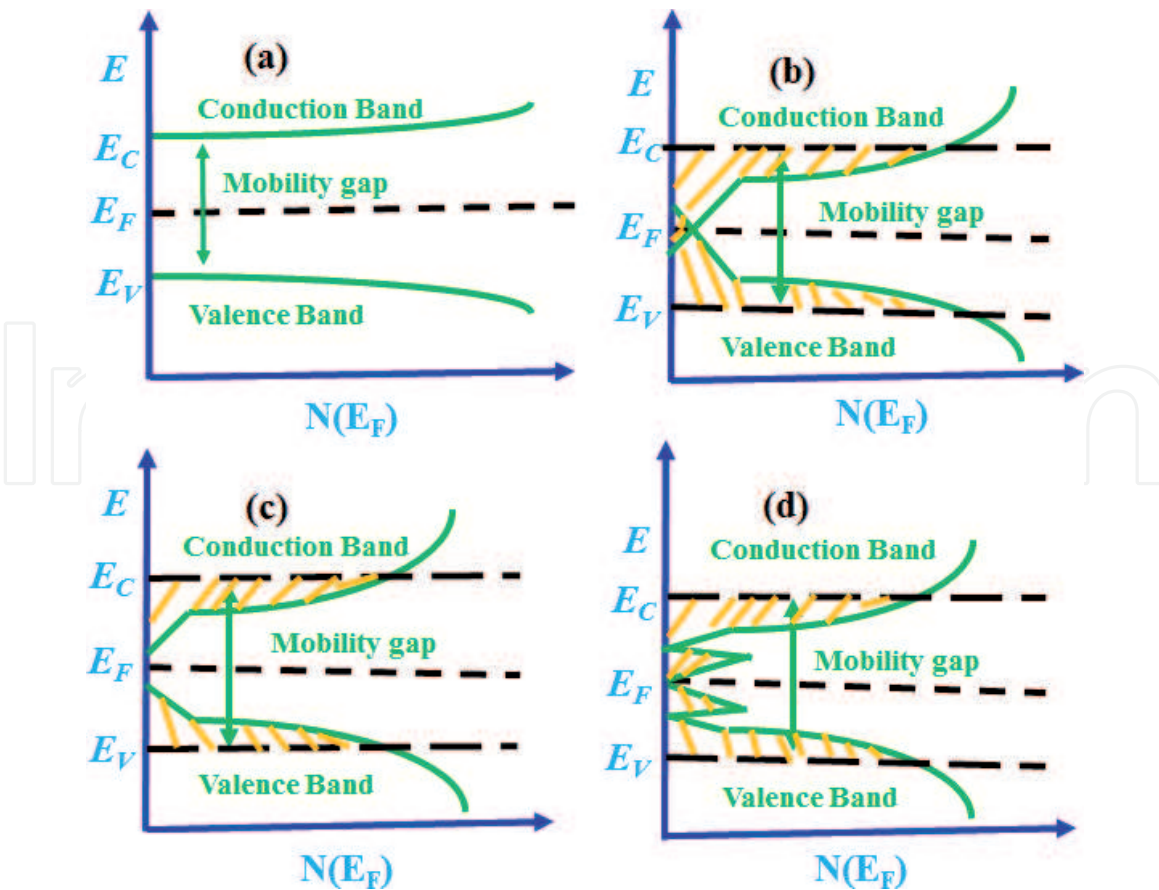 (a)
E
Conduction Band
E_C
Mobility gap
E_F
E_V
Valence Band
N(E_F)
(b)
E
Conduction Band
E_C
Mobility gap
E_F
E_V
Valence Band
N(E_F)
(c)
E
Conduction Band
E_C
Mobility gap
E_F
E_V
Valence Band
N(E_F)
(d)
E
Conduction Band
E_C
Mobility gap
E_F
E_V
Valence Band
N(E_F)